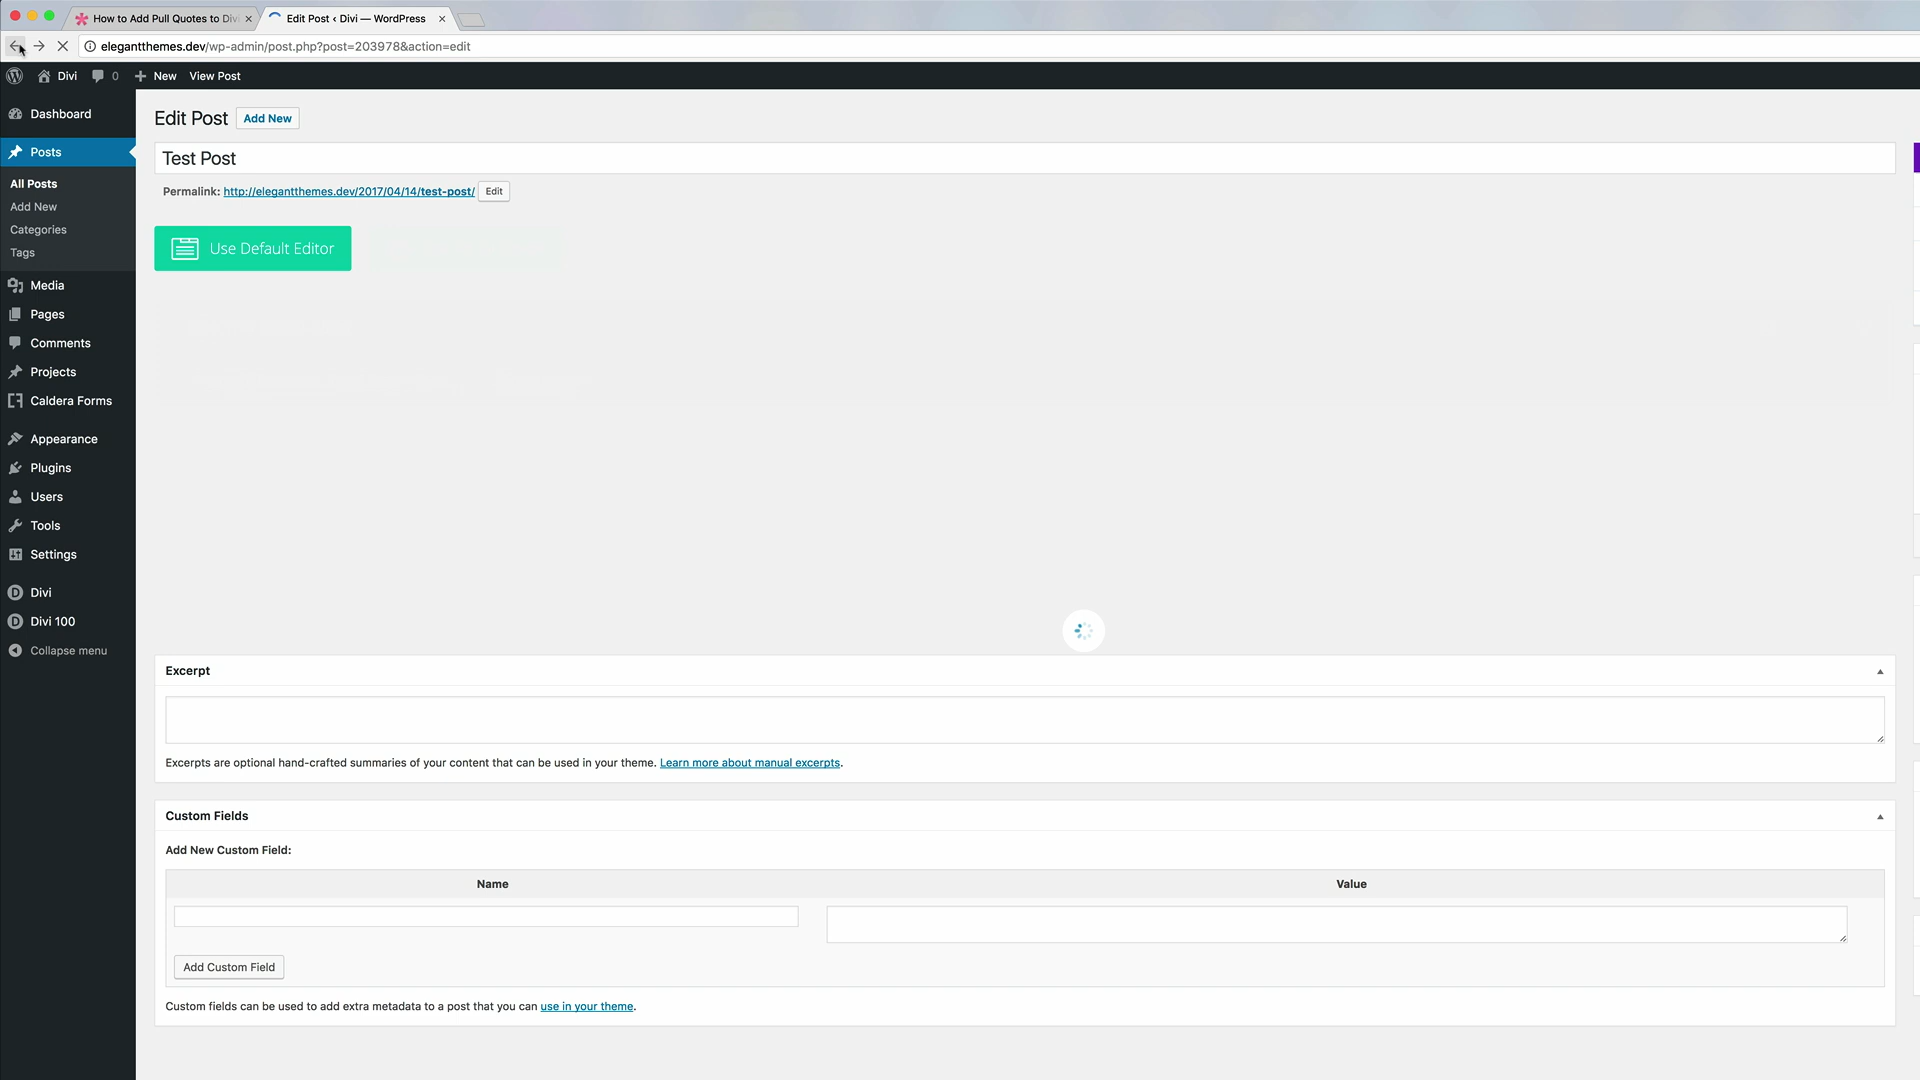 How to Add Pull Quotes to Divi
Edit Post ‹ Divi — WordPress
elegantthemes.dev/wp-admin/post.php?post=203978&action=edit
Divi 0 New View Post
Dashboard
Posts
All Posts
Add New
Categories
Tags
Media
Pages
Comments
Projects
Caldera Forms
Appearance
Plugins
Users
Tools
Settings
Divi
Divi 100
Collapse menu
Edit Post Add New
Test Post
Permalink: http://elegantthemes.dev/2017/04/14/test-post/ Edit
Use Default Editor
Excerpt
Excerpts are optional hand-crafted summaries of your content that can be used in your theme. Learn more about manual excerpts.
Custom Fields
Add New Custom Field:
Name Value
Add Custom Field
Custom fields can be used to add extra metadata to a post that you can use in your theme.